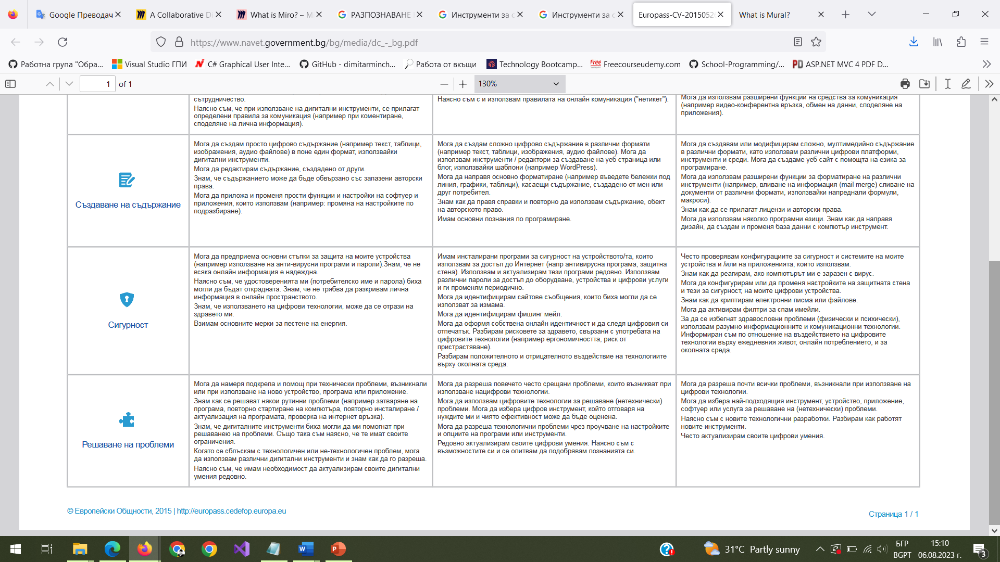 Google Преводач
A Collaborative Di
What is Miro? – Mi
РАЗПОЗНАВАНЕ
Инструменти за с
Инструменти за с
Europass-CV-2015052
What is Mural?
https://www.navet.government.bg/bg/media/dc_-_bg.pdf
Работна група "Обра...
Visual Studio ГПИ
C# Graphical User Inte...
GitHub - dimitarminch...
Работа от вкъщи
Technology Bootcamp...
Freecourseudemy.com
School-Programming/...
ASP.NET MVC 4 PDF D...
1 of 1
130%
сътрудничество.
Наясно съм, че при използване на дигитални инструменти, се прилагат
определени правила за комуникация (например при коментиране,
споделяне на лична информация).
Наясно съм с и използвам правилата на онлайн комуникация ("нетикет").
Мога да използвам разширени функции на средства за комуникация
(например видео-конферентна връзка, обмен на данни, споделяне на
приложения).
Създаване на съдържание
Мога да създам просто цифрово съдържание (например текст, таблици,
изображения, аудио файлове) в поне един формат, използвайки
дигитални инструменти.
Мога да редактирам съдържание, създадено от други.
Знам, че съдържанието може да бъде обвързано със запазени авторски
права.
Мога да приложа и променя прости функции и настройки на софтуер и
приложения, които използвам (например: промяна на настройките по
подразбиране).
Мога да създам сложно цифрово съдържание в различни формати
(например текст, таблици, изображения, аудио файлове). Мога да
използвам инструменти / редактори за създаване на уеб страница или
блог, използвайки шаблони (например WordPress).
Мога да направя основно форматиране (например въведете бележки под
линия, графики, таблици), касаещи съдържание, създадено от мен или
друг потребител.
Знам как да правя справки и повторно да използвам съдържание, обект
на авторското право.
Имам основни познания по програмиране.
Мога да създавам или модифицирам сложно, мултимедийно съдържание
в различни формати, като използвам различни цифрови платформи,
инструменти и среди. Мога да създаме уеб сайт с помощта на езика за
програмиране.
Мога да използвам разширени функции за форматиране на различни
инструменти (например, вливане на информация (mail merge) сливане на
документи от различни формати, използвайки напреднали формули,
макроси).
Знам как да се прилагат лицензи и авторски права.
Мога да използвам няколко програмни езици. Знам как да направя
дизайн, да създам и променя база данни с компютър инструмент.
Сигурност
Мога да предприема основни стъпки за защита на моите устройства
(например използване на анти-вирусни програми и пароли).Знам, че не
всяка онлайн информация е надеждна.
Наясно съм, че удостоверенията ми (потребителско име и парола) биха
могли да бъдат откраднатa. Знам, че не трябва да разкривам лична
информация в онлайн пространството.
Знам, че използването на цифрови технологии, може да се отрази на
здравето ми.
Взимам основните мерки за пестене на енергия.
Имам инсталирани програми за сигурност на устройството/та, които
използвам за достъп до Интернет (напр антивирусна програма, защитна
стена). Използвам и актуализирам тези програми редовно. Използвам
различни пароли за достъп до оборудване, устройства и цифрови услуги
и ги променям периодично.
Мога да идентифицирам сайтове съобщения, които биха могли да се
използват за измама.
Мога да идентифицирам фишинг мейл.
Мога да оформя собствена онлайн идентичност и да следя цифровия си
отпечатък. Разбирам рисковете за здравето, свързани с употребата на
цифровите технологии (например ергономичността, риск от
пристрастяване).
Разбирам положителното и отрицателното въздействие на технологиите
върху околната среда.
Често проверявам конфигурациите за сигурност и системите на моите
устройства и /или на приложенията, които използвам.
Знам как да реагирам, ако компютърът ми е заразен с вирус.
Мога да конфигурирам или да променя настройките на защитната стена
и тези за сигурност, на моите цифрови устройства.
Знам как да криптирам електронни писма или файлове.
Мога да активирам филтри за спам имейли.
За да се избегнат здравословни проблеми (физически и психически),
използвам разумно информационните и комуникационни технологии.
Информиран съм по отношение на въздействието на цифровите
технологии върху ежедневния живот, онлайн потреблението, и за
околната среда.
Решаване на проблеми
Мога да намеря подкрепа и помощ при технически проблеми, възникнали
или при използване на ново устройство, програма или приложение.
Знам как се решават някои рутинни проблеми (например затваряне на
програма, повторно стартиране на компютъра, повторно инсталиране /
актуализация на програмата, проверка на интернет връзка).
Знам, че дигиталните инструменти биха могли да ми помогнат при
решаванею на проблеми. Също така съм наясно, че те имат своите
ограничения.
Когато се сблъскам с технологичен или не-технологичен проблем, мога
да използвам различни дигитални инструменти и знам как да го разреша.
Наясно съм, че имам необходимост да актуализирам своите дигитални
умения редовно.
Мога да разреша повечето често срещани проблеми, които възникват при
използване нацифрови технологии.
Мога да използвам цифровите технологии за решаване (нетехнически)
проблеми. Мога да избера цифров инструмент, който отговаря на
нуждите ми и чиято ефективност може да бъде оценена.
Мога да разреша технологични проблеми чрез проучване на настройките
и опциите на програми или инструменти.
Редовно актуализирам своите цифрови умения. Наясно съм с
възможностите си и се опитвам да подобрявам познанията си.
Мога да разреша почти всички проблеми, възникнали при използване на
цифрови технологии.
Мога да избера най-подходящия инструмент, устройство, приложение,
софтуер или услуга за решаване на (нетехнически) проблеми.
Наясно съм с новите технологични разработки. Разбирам как работят
новите инструменти.
Често актуализирам своите цифрови умения.
© Европейски Общности, 2015 | http://europass.cedefop.europa.eu
Страница 1 / 1
31°C Partly sunny
БГР
BGPT
15:10
06.08.2023 г.
3